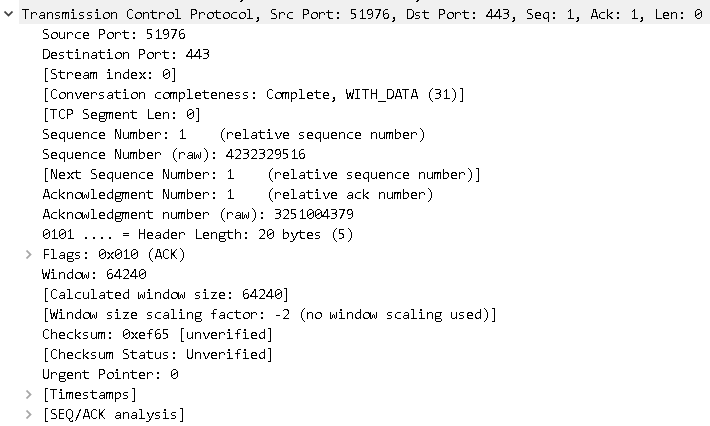 Transmission Control Protocol, Src Port: 51976, Dst Port: 443, Seq: 1, Ack: 1, Len: 0
Source Port: 51976
Destination Port: 443
[Stream index: 0]
[Conversation completeness: Complete, WITH_DATA (31)]
[TCP Segment Len: 0]
Sequence Number: 1    (relative sequence number)
Sequence Number (raw): 4232329516
[Next Sequence Number: 1    (relative sequence number)]
Acknowledgment Number: 1    (relative ack number)
Acknowledgment number (raw): 3251004379
0101 .... = Header Length: 20 bytes (5)
Flags: 0x010 (ACK)
Window: 64240
[Calculated window size: 64240]
[Window size scaling factor: -2 (no window scaling used)]
Checksum: 0xef65 [unverified]
[Checksum Status: Unverified]
Urgent Pointer: 0
[Timestamps]
[SEQ/ACK analysis]